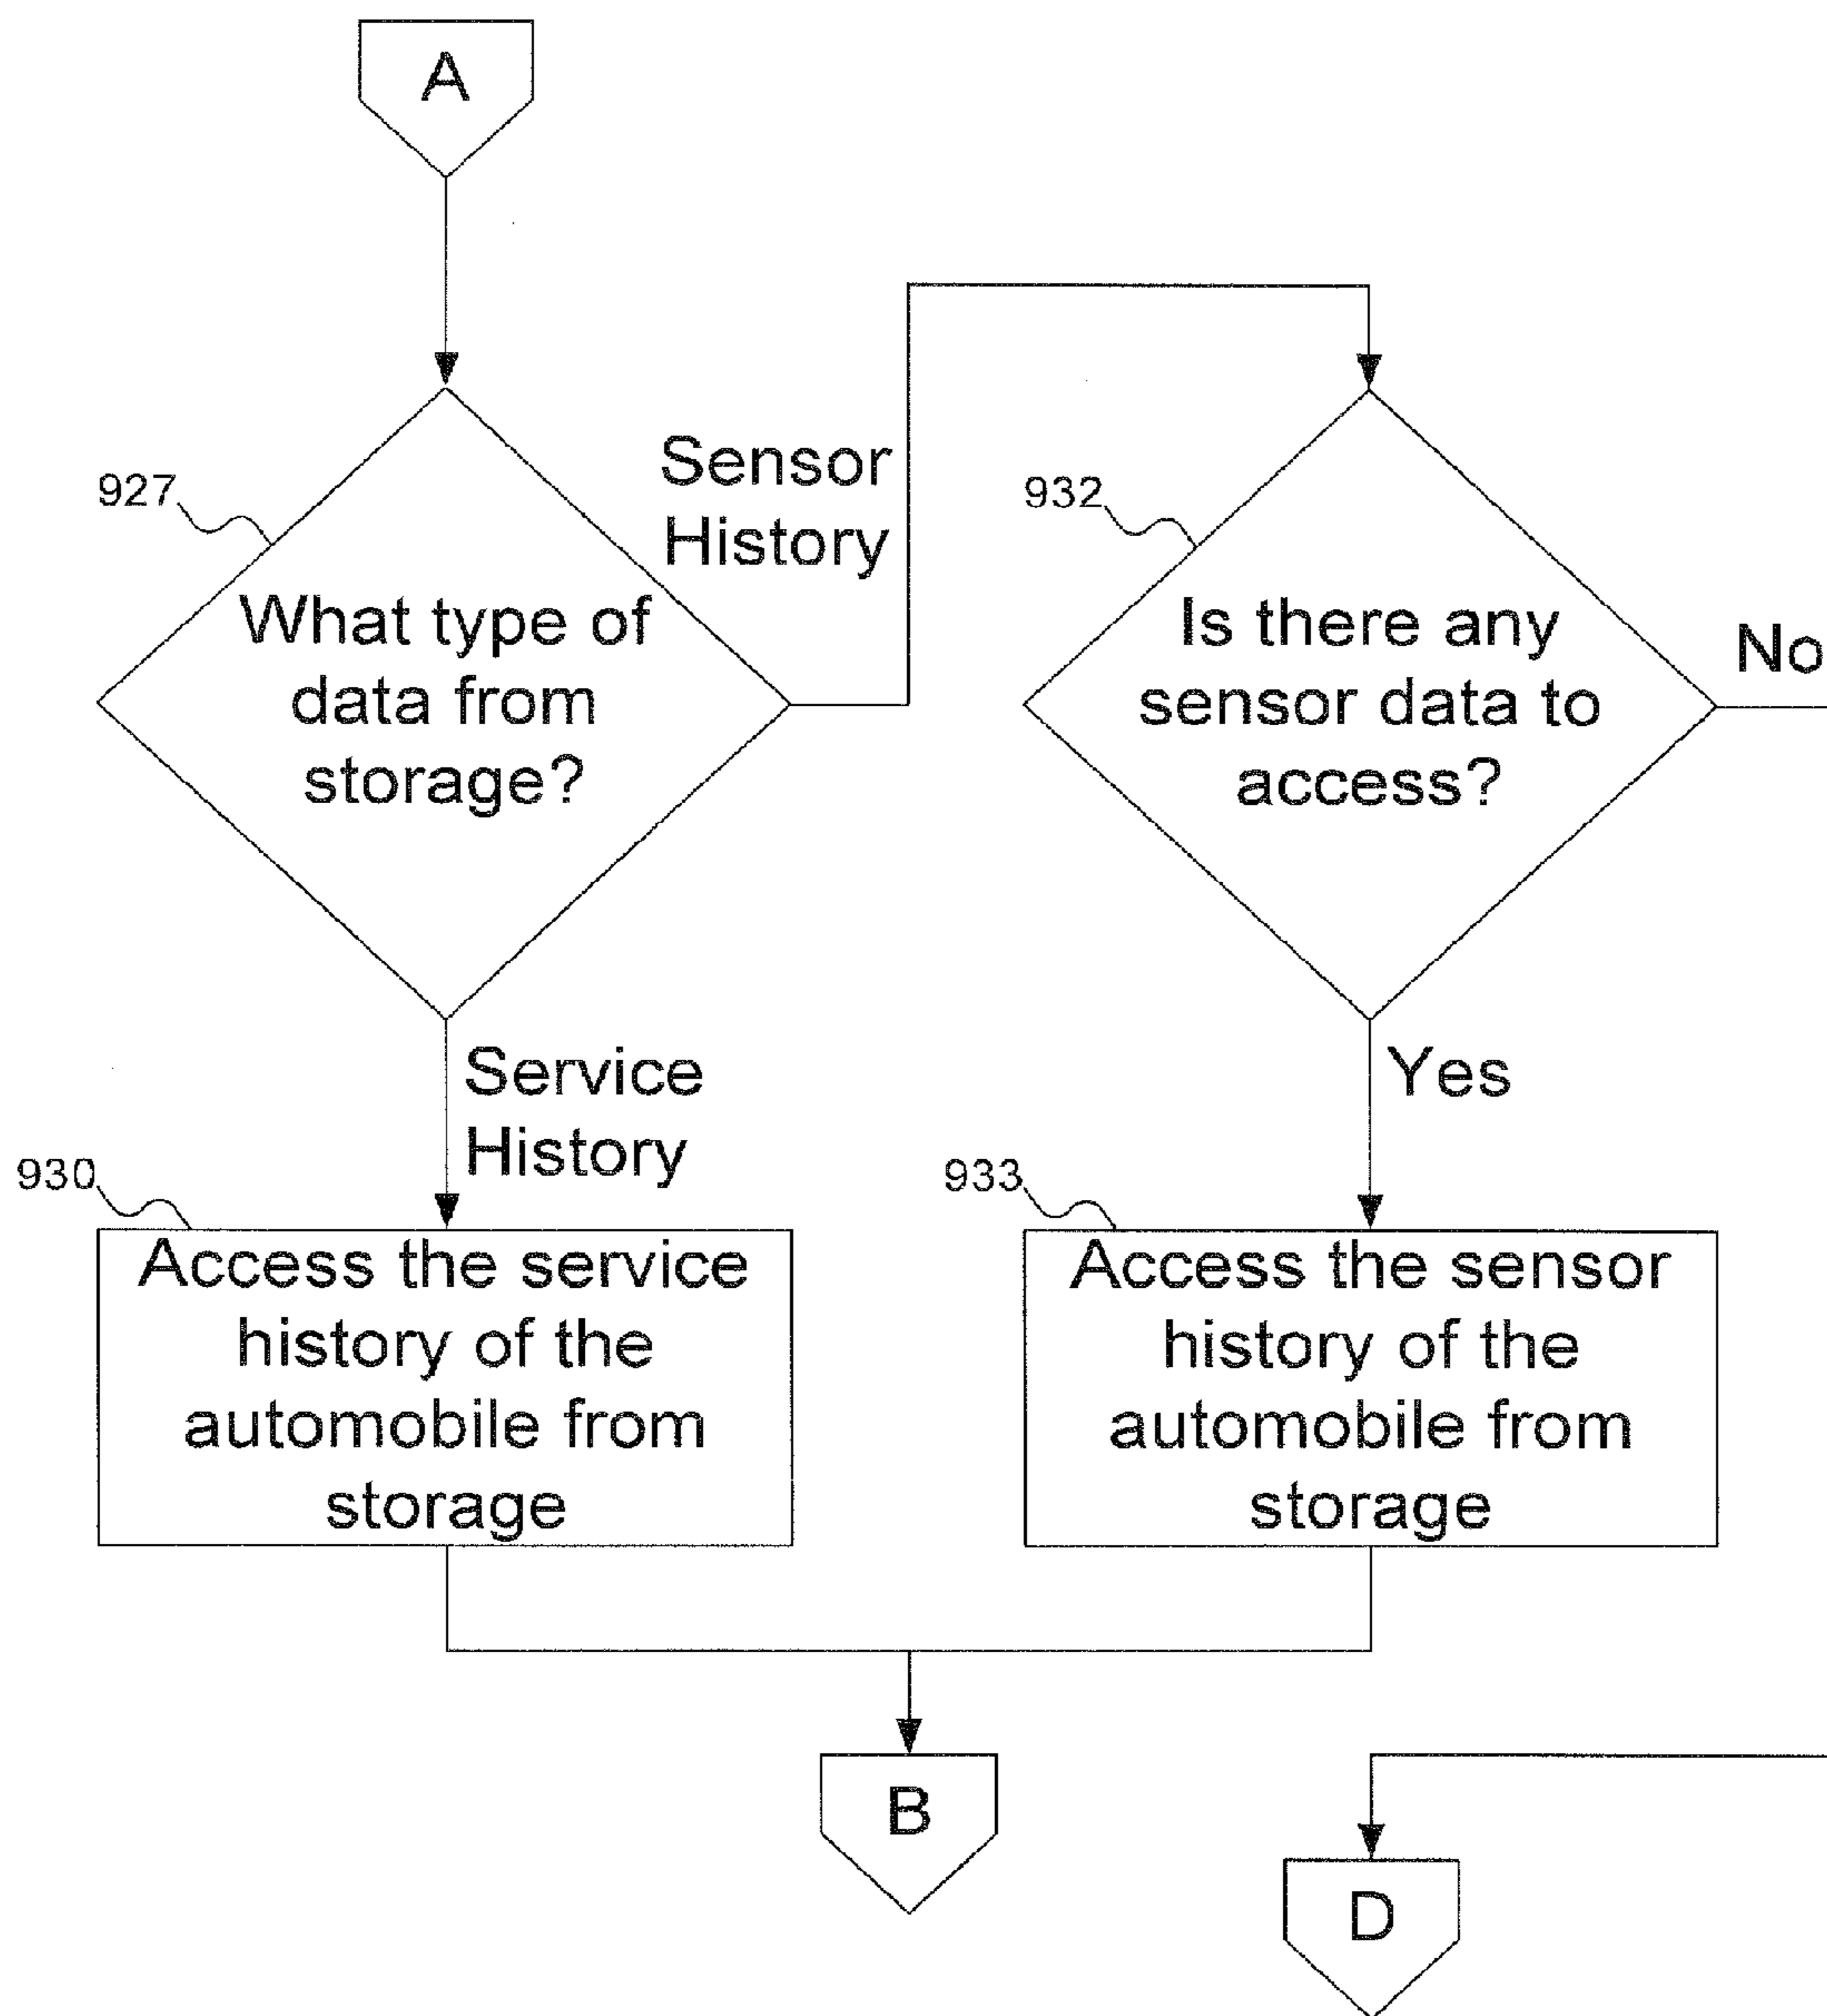 A
927
What type of
data from
storage?
Sensor
History
932
Is there any
sensor data to
access?
No
Service
History
Yes
930
Access the service
history of the
automobile from
storage
933
Access the sensor
history of the
automobile from
storage
B
D